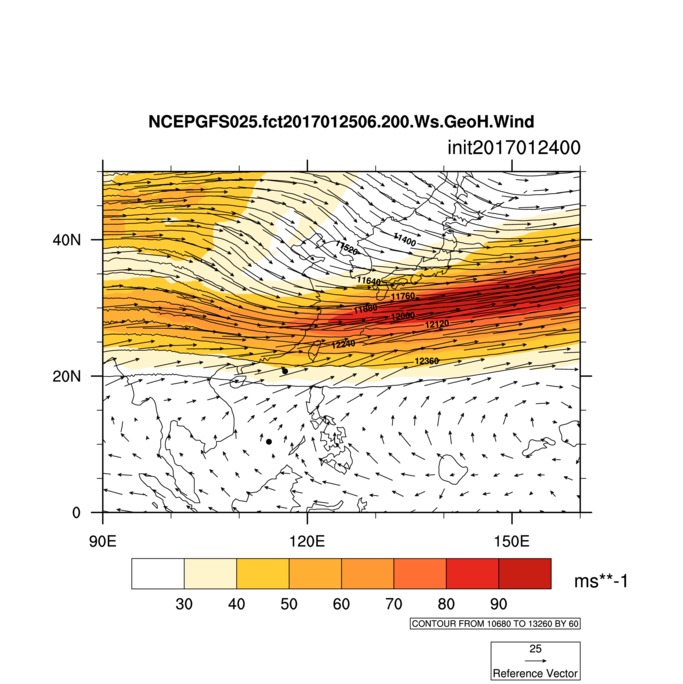 NCEPGFS025.fct2017012506.200.Ws.GeoH.Wind
init2017012400
40N
20N
0
90E 120E 150E
11520
11400
11640
11760
11880
12000
12120
12240
12360
30 40 50 60 70 80 90
ms**-1
CONTOUR FROM 10680 TO 13260 BY 60
25
Reference Vector